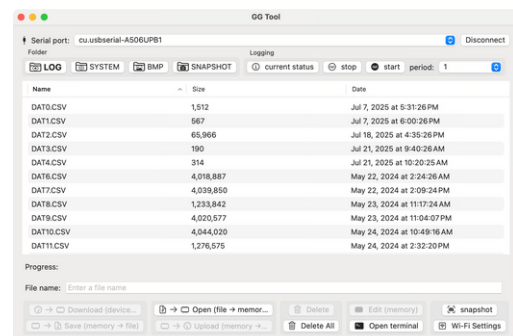 GG Tool
Serial port: cu.usbserial-A506UPB1 Disconnect
Folder Logging
LOG SYSTEM BMP SNAPSHOT current status stop start period: 1
Name Size Date
DAT0.CSV 1,512 Jul 7, 2025 at 5:31:26 PM
DAT1.CSV 567 Jul 7, 2025 at 6:00:26 PM
DAT2.CSV 65,966 Jul 18, 2025 at 4:35:26 PM
DAT3.CSV 190 Jul 21, 2025 at 9:40:26 AM
DAT4.CSV 314 Jul 21, 2025 at 10:20:25 AM
DAT6.CSV 4,018,887 May 22, 2024 at 2:24:26 AM
DAT7.CSV 4,039,850 May 22, 2024 at 2:09:24 PM
DAT8.CSV 1,233,842 May 23, 2024 at 11:17:24 AM
DAT9.CSV 4,020,577 May 23, 2024 at 11:04:07 PM
DAT10.CSV 4,044,020 May 24, 2024 at 10:49:16 AM
DAT11.CSV 1,276,575 May 24, 2024 at 2:32:20 PM
Progress:
File name: Enter a file name
→ Download (device... → Open (file → memor... Delete Edit (memory) snapshot
→ Save (memory → file) → Upload (memory →... Delete All Open terminal Wi-Fi Settings